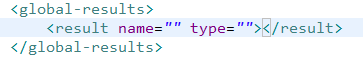 <global-results>
    <result name="" type=""></result>
</global-results>